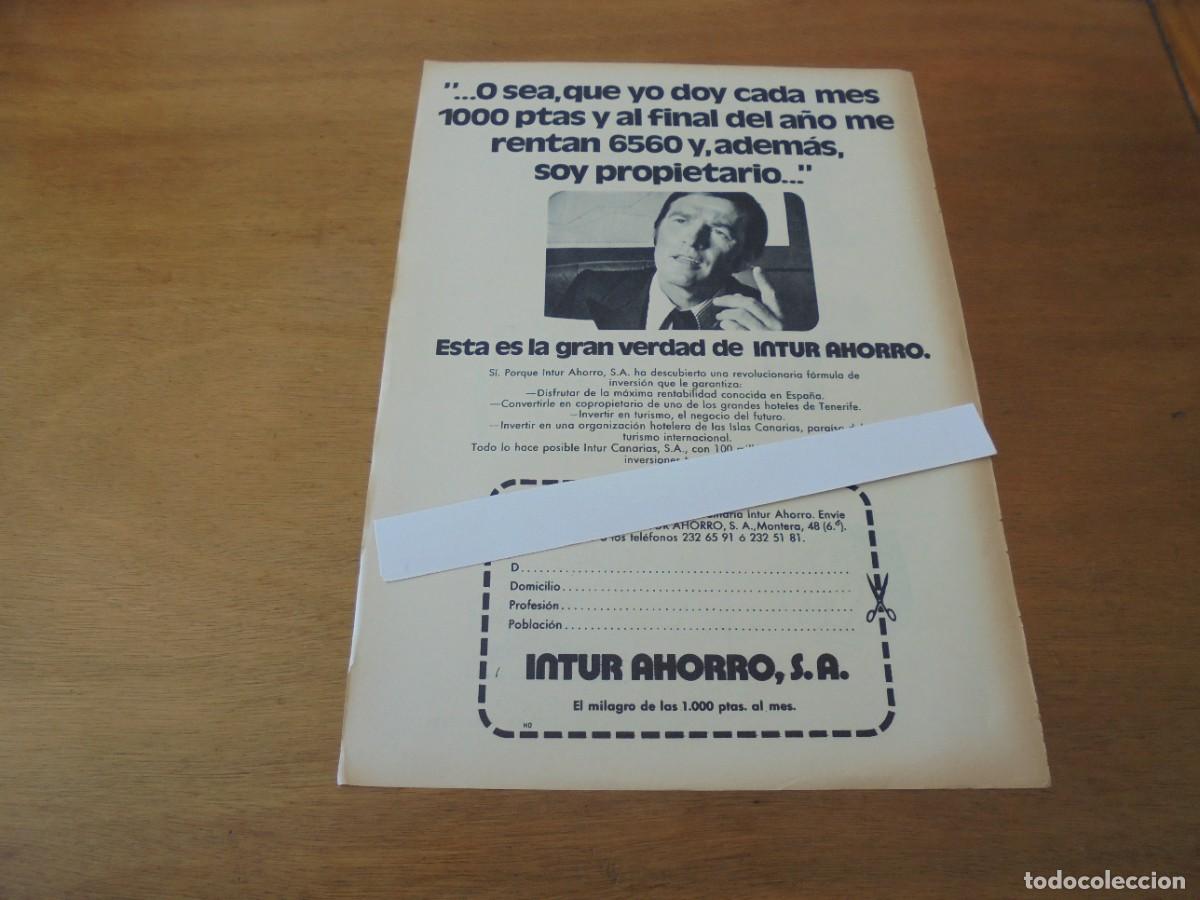 "...O sea, que yo doy cada mes
1000 ptas y al final del año me
rentan 6560 y, además,
soy propietario..."
Esta es la gran verdad de INTUR AHORRO.
Sí. Porque Intur Ahorro, S.A. ha descubierto una revolucionaria fórmula de
inversión que le garantiza:
—Disfrutar de la máxima rentabilidad conocida en España.
—Convertirle en copropietario de uno de los grandes hoteles de Tenerife.
—Invertir en turismo, el negocio del futuro.
—Invertir en una organización hotelera de las Islas Canarias, paraíso
turismo internacional.
Todo lo hace posible Intur Canarias, S.A., con 100
Intur Ahorro. Envíe
AHORRO, S. A., Montera, 48 (6.º).
los teléfonos 232 65 91 ó 232 51 81.
D....................
Domicilio....................
Profesión....................
Población....................
INTUR AHORRO, S.A.
El milagro de las 1.000 ptas. al mes.
HD
todocoleccion